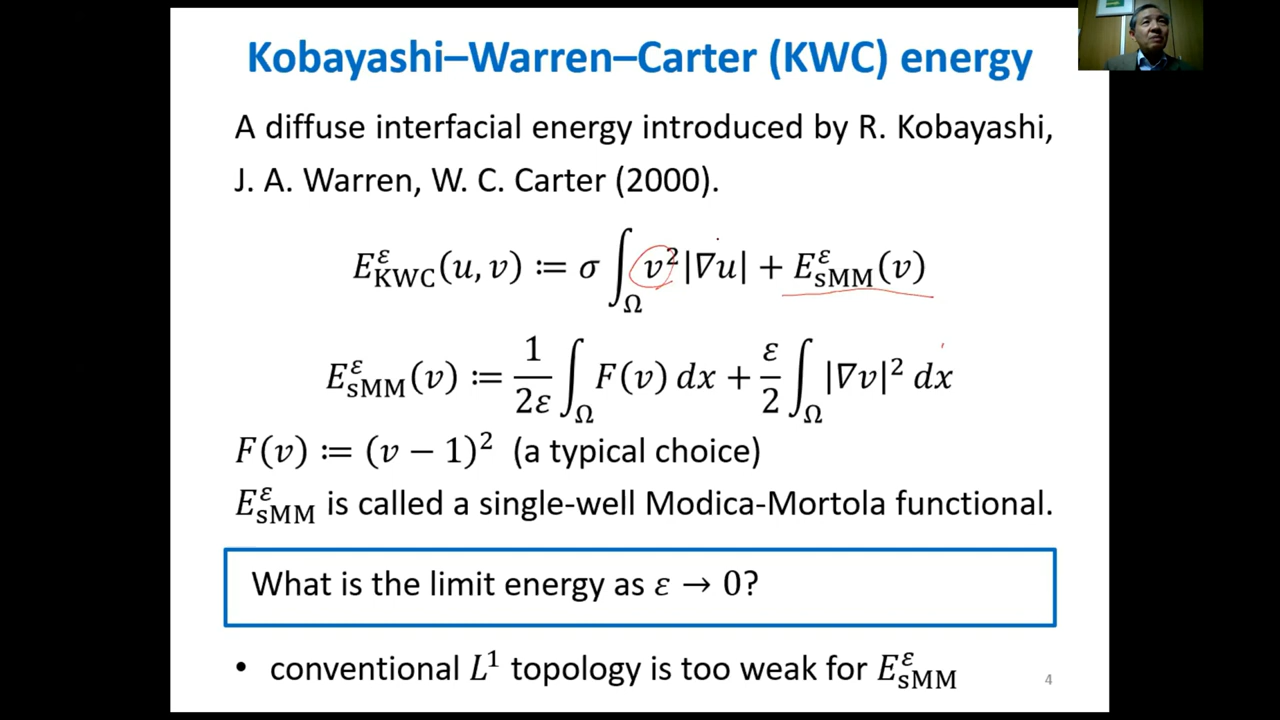 Kobayashi–Warren–Carter (KWC) energy
A diffuse interfacial energy introduced by R. Kobayashi,
J. A. Warren, W. C. Carter (2000).
E^ε_KWC(u, v) ≔ σ ∫_Ω v²|∇u| + E^ε_sMM(v)
E^ε_sMM(v) ≔ 1/2ε ∫_Ω F(v) dx + ε/2 ∫_Ω |∇v|² dx
F(v) ≔ (v − 1)² (a typical choice)
E^ε_sMM is called a single-well Modica-Mortola functional.
What is the limit energy as ε → 0?
• conventional L¹ topology is too weak for E^ε_sMM
4